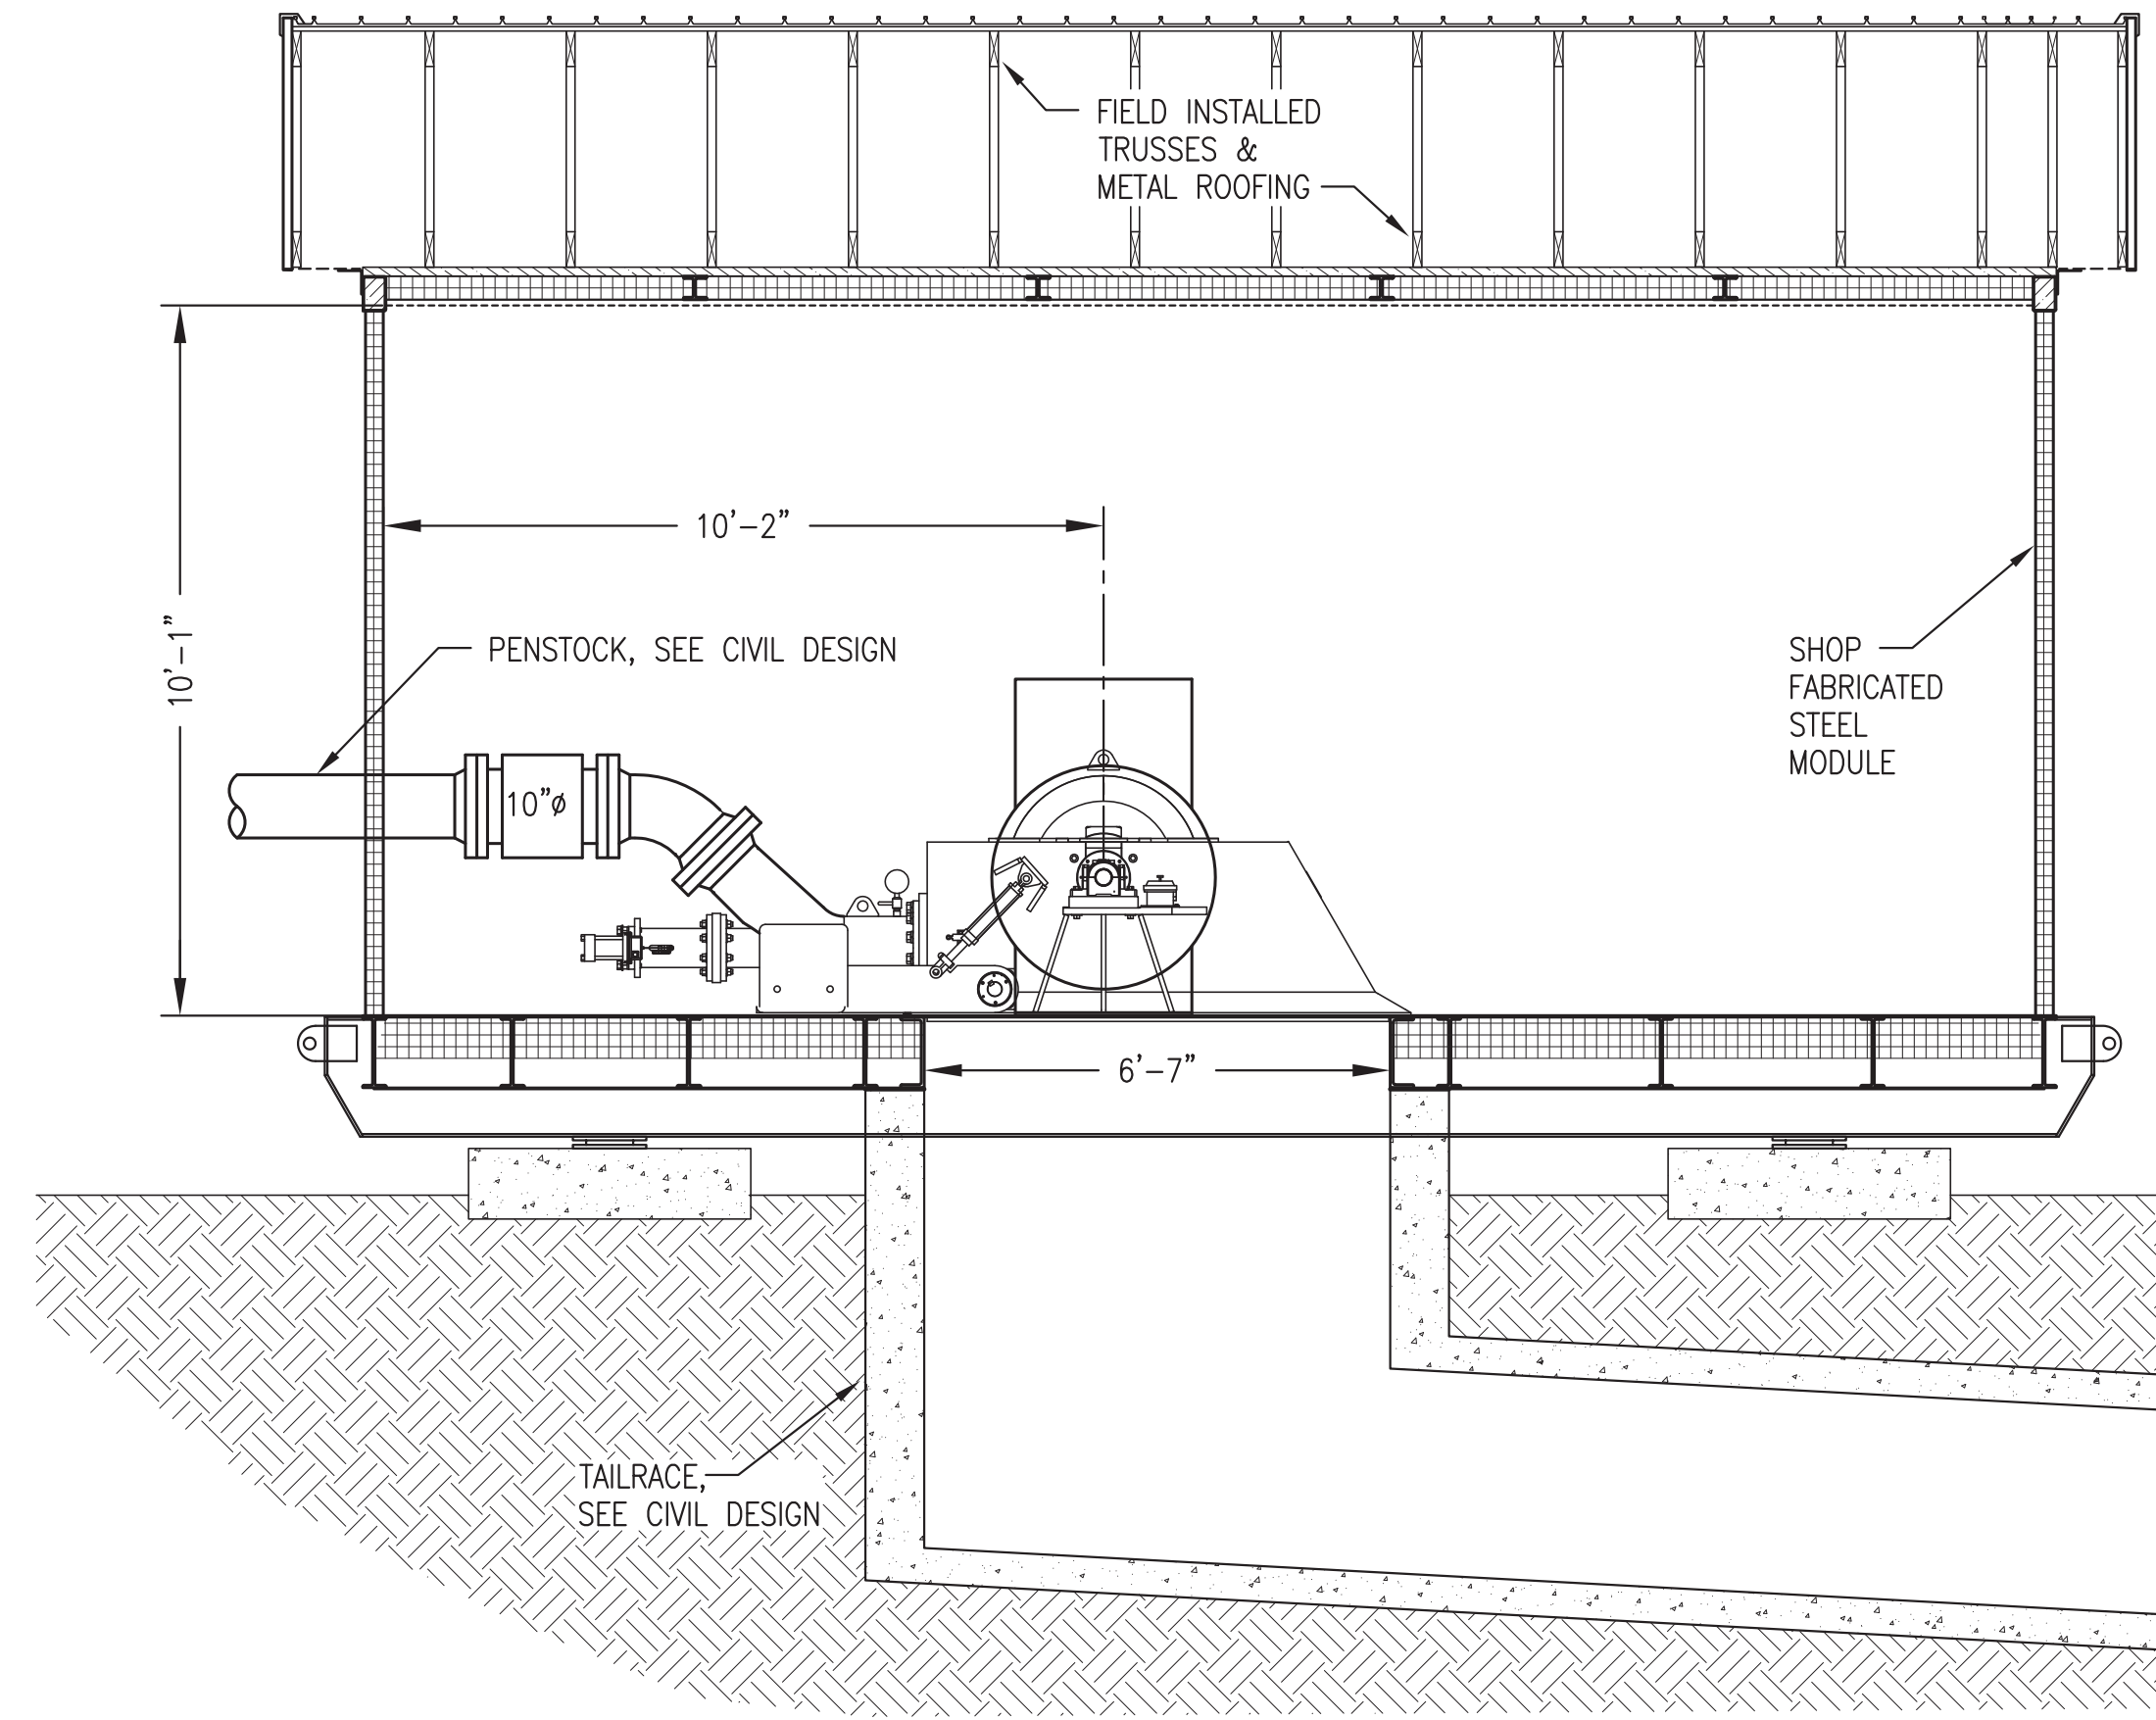 FIELD INSTALLED
TRUSSES &
METAL ROOFING
10'-2"
10'-1"
PENSTOCK, SEE CIVIL DESIGN
SHOP
FABRICATED
STEEL
MODULE
10"ø
6'-7"
TAILRACE,
SEE CIVIL DESIGN